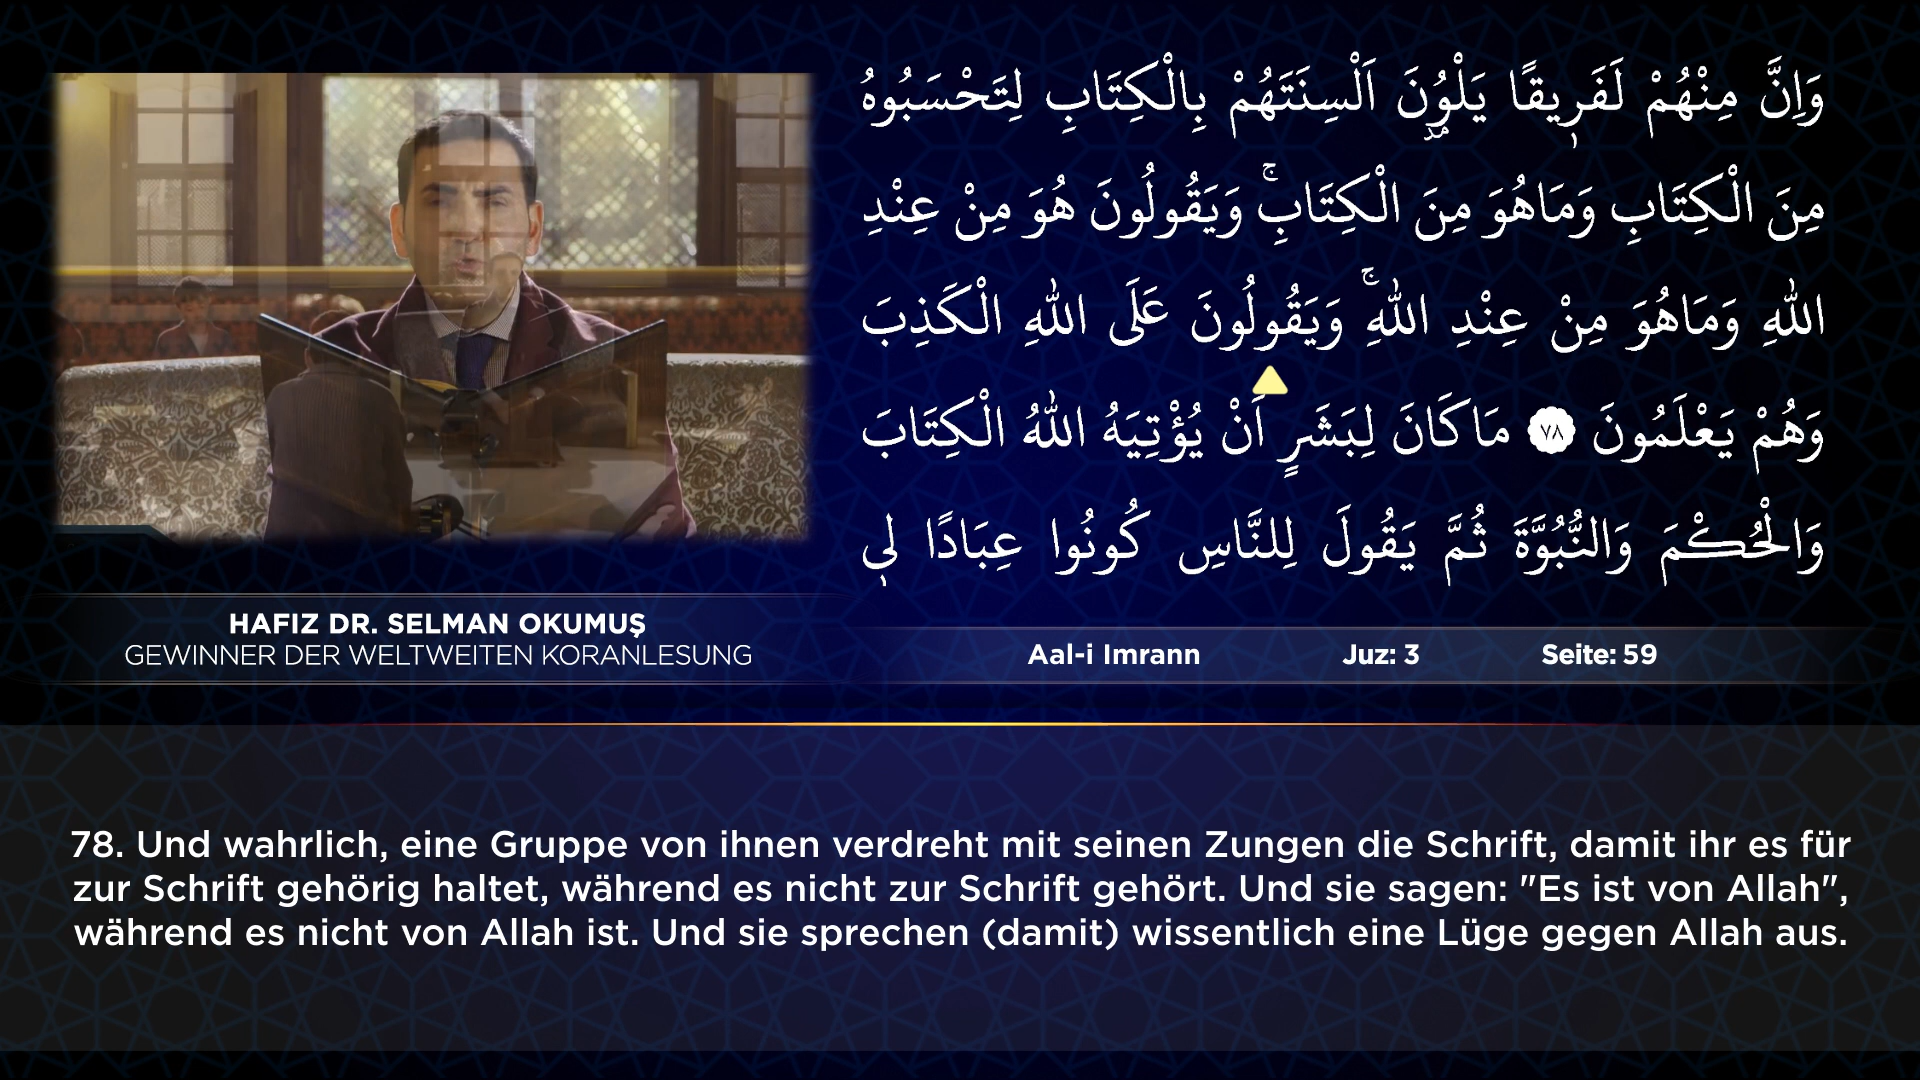 وَاِنَّ مِنْهُمْ لَفَر۪يقًا يَلْوُ۫نَ اَلْسِنَتَهُمْ بِالْكِتَابِ لِتَحْسَبُوهُ
مِنَ الْكِتَابِ وَمَاهُوَ مِنَ الْكِتَابِۚ وَيَقُولُونَ هُوَ مِنْ عِنْدِ
اللّٰهِ وَمَاهُوَ مِنْ عِنْدِ اللّٰهِۚ وَيَقُولُونَ عَلَى اللّٰهِ الْكَذِبَ
وَهُمْ يَعْلَمُونَ ٧٨ مَاكَانَ لِبَشَرٍ اَنْ يُؤْتِيَهُ اللّٰهُ الْكِتَابَ
وَالْحُكْمَ وَالنُّبُوَّةَ ثُمَّ يَقُولَ لِلنَّاسِ كُونُوا عِبَادًا ل۪ي
HAFIZ DR. SELMAN OKUMUŞ
GEWINNER DER WELTWEITEN KORANLESUNG
Aal-i Imrann Juz: 3 Seite: 59
78. Und wahrlich, eine Gruppe von ihnen verdreht mit seinen Zungen die Schrift, damit ihr es für
zur Schrift gehörig haltet, während es nicht zur Schrift gehört. Und sie sagen: "Es ist von Allah",
während es nicht von Allah ist. Und sie sprechen (damit) wissentlich eine Lüge gegen Allah aus.